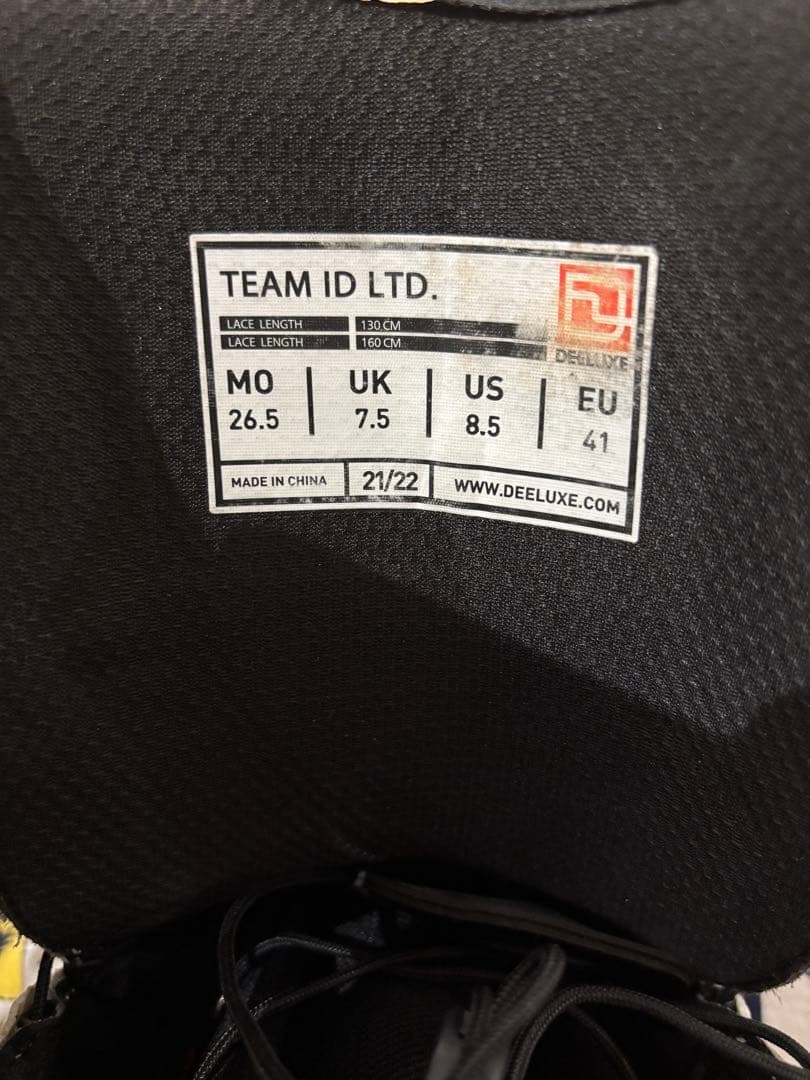 TEAM ID LTD.
LACE LENGTH 130 CM
LACE LENGTH 160 CM
DEELUXE
MO UK US EU
26.5 7.5 8.5 41
MADE IN CHINA 21/22 WWW.DEELUXE.COM